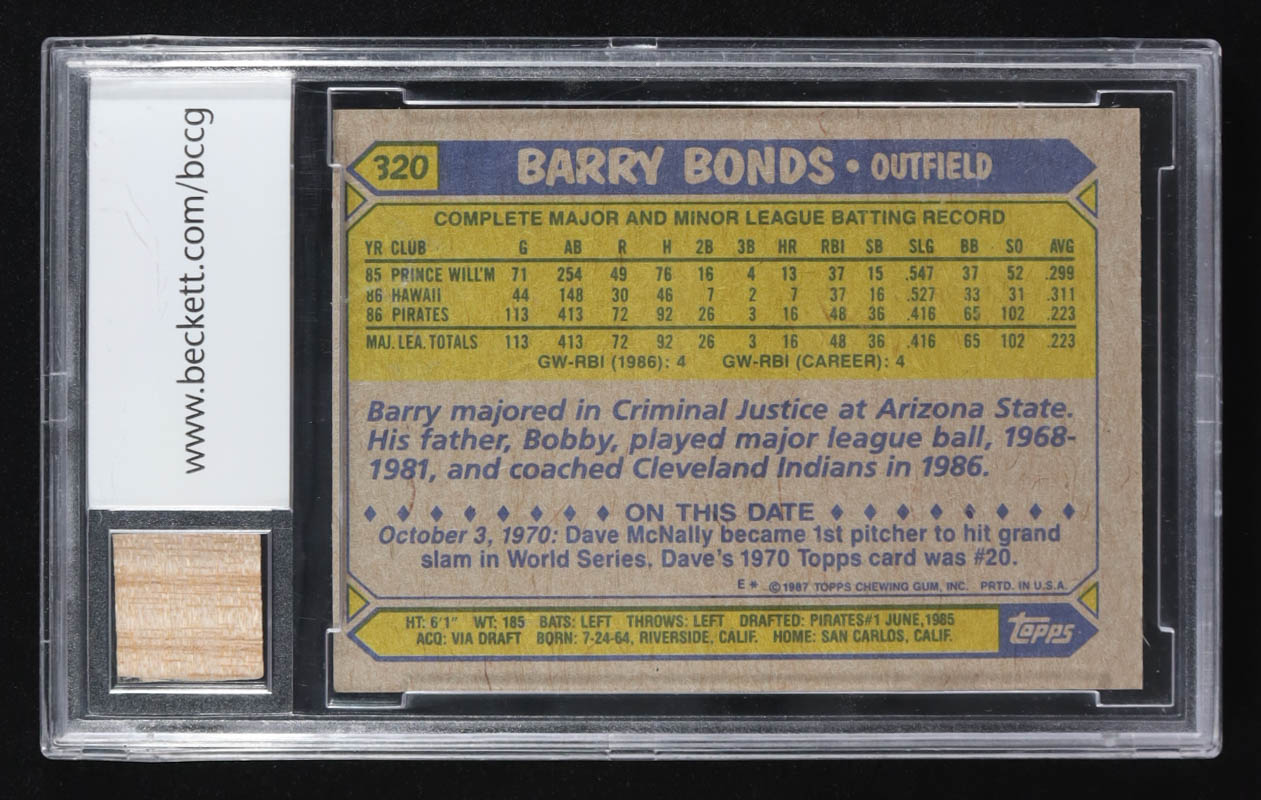 www.beckett.com/bccg
320 BARRY BONDS • OUTFIELD
COMPLETE MAJOR AND MINOR LEAGUE BATTING RECORD
YR CLUB G AB R H 2B 3B HR RBI SB SLG BB SO AVG
85 PRINCE WILL'M 71 254 49 76 16 4 13 37 15 .547 37 52 .299
86 HAWAII 44 148 30 46 7 2 7 37 16 .527 33 31 .311
86 PIRATES 113 413 72 92 26 3 16 48 36 .416 65 102 .223
MAJ. LEA. TOTALS 113 413 72 92 26 3 16 48 36 .416 65 102 .223
GW-RBI (1986): 4 GW-RBI (CAREER): 4
Barry majored in Criminal Justice at Arizona State.
His father, Bobby, played major league ball, 1968-
1981, and coached Cleveland Indians in 1986.
♦ ♦ ♦ ♦ ♦ ♦ ♦ ♦ ON THIS DATE ♦ ♦ ♦ ♦ ♦ ♦ ♦ ♦
October 3, 1970: Dave McNally became 1st pitcher to hit grand
slam in World Series. Dave's 1970 Topps card was #20.
E * © 1987 TOPPS CHEWING GUM, INC. PRTD. IN U.S.A.
HT: 6'1" WT: 185 BATS: LEFT THROWS: LEFT DRAFTED: PIRATES#1 JUNE,1985
ACQ: VIA DRAFT BORN: 7-24-64, RIVERSIDE, CALIF. HOME: SAN CARLOS, CALIF.
topps